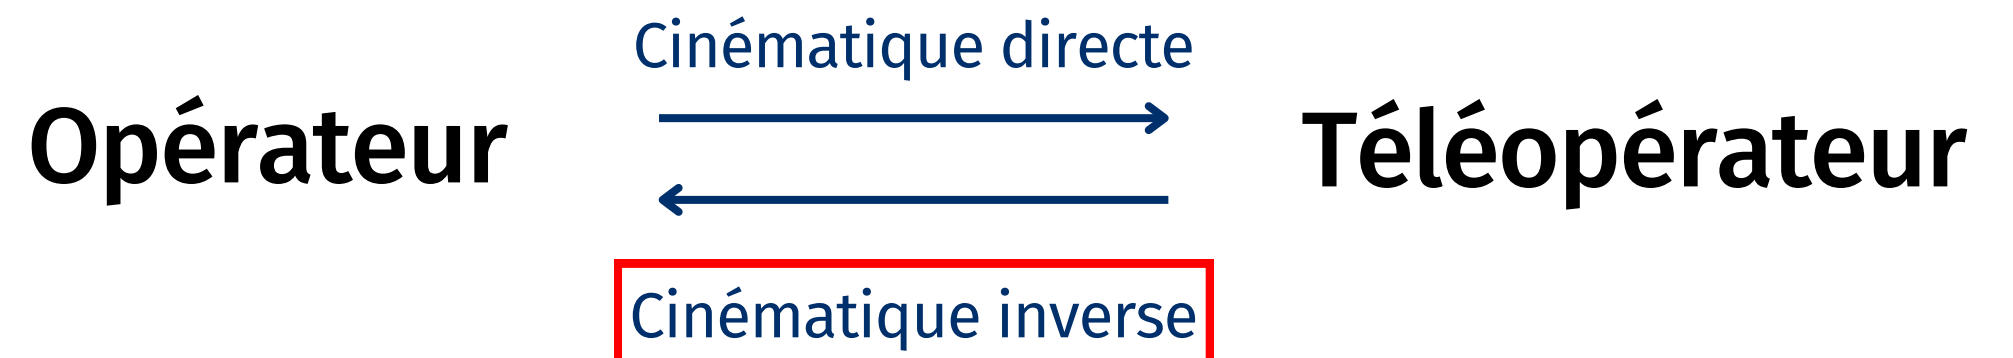 Cinématique directe
Opérateur
Téléopérateur
Cinématique inverse